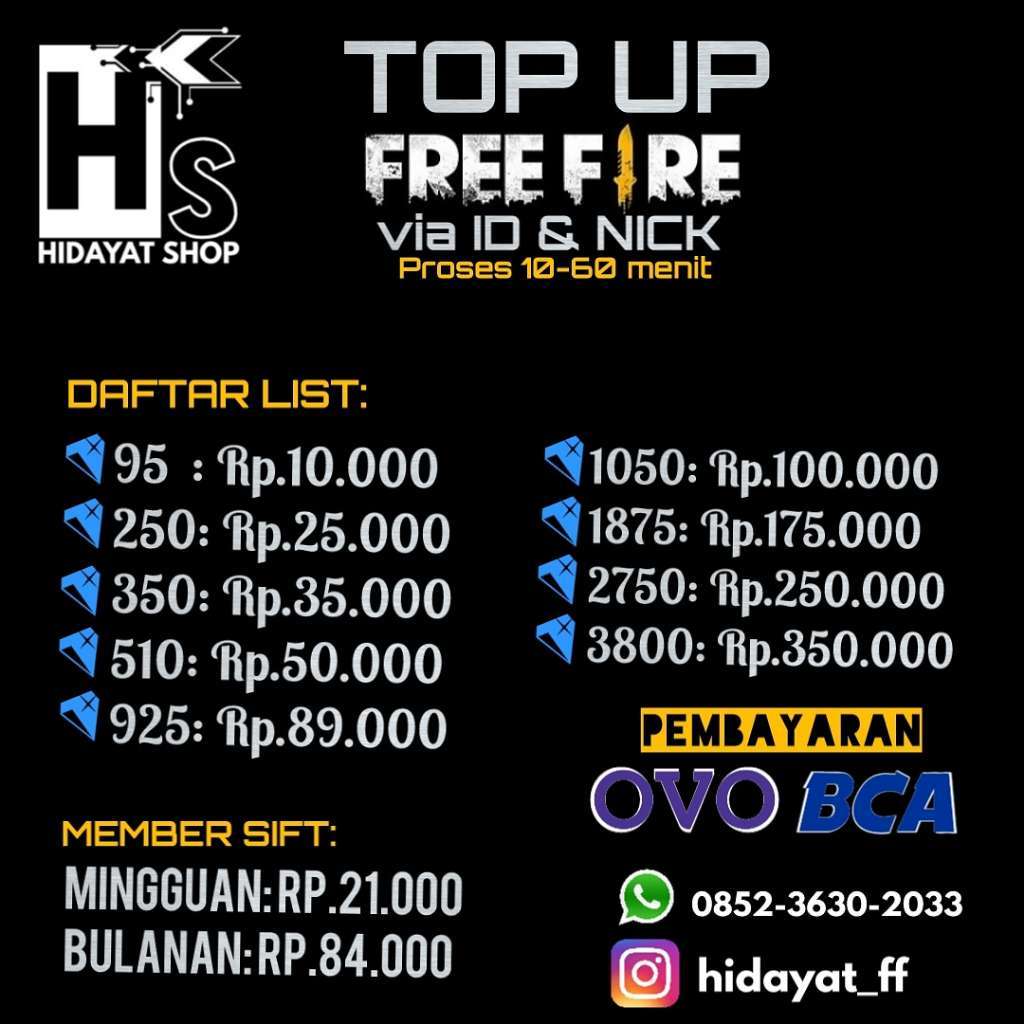 HS
HIDAYAT SHOP
TOP UP
FREE FIRE
via ID & NICK
Proses 10-60 menit
DAFTAR LIST:
95 : Rp.10.000
250: Rp.25.000
350: Rp.35.000
510: Rp.50.000
925: Rp.89.000
1050: Rp.100.000
1875: Rp.175.000
2750: Rp.250.000
3800: Rp.350.000
MEMBER SIFT:
MINGGUAN: RP.21.000
BULANAN: RP.84.000
PEMBAYARAN
OVO BCA
0852-3630-2033
hidayat_ff